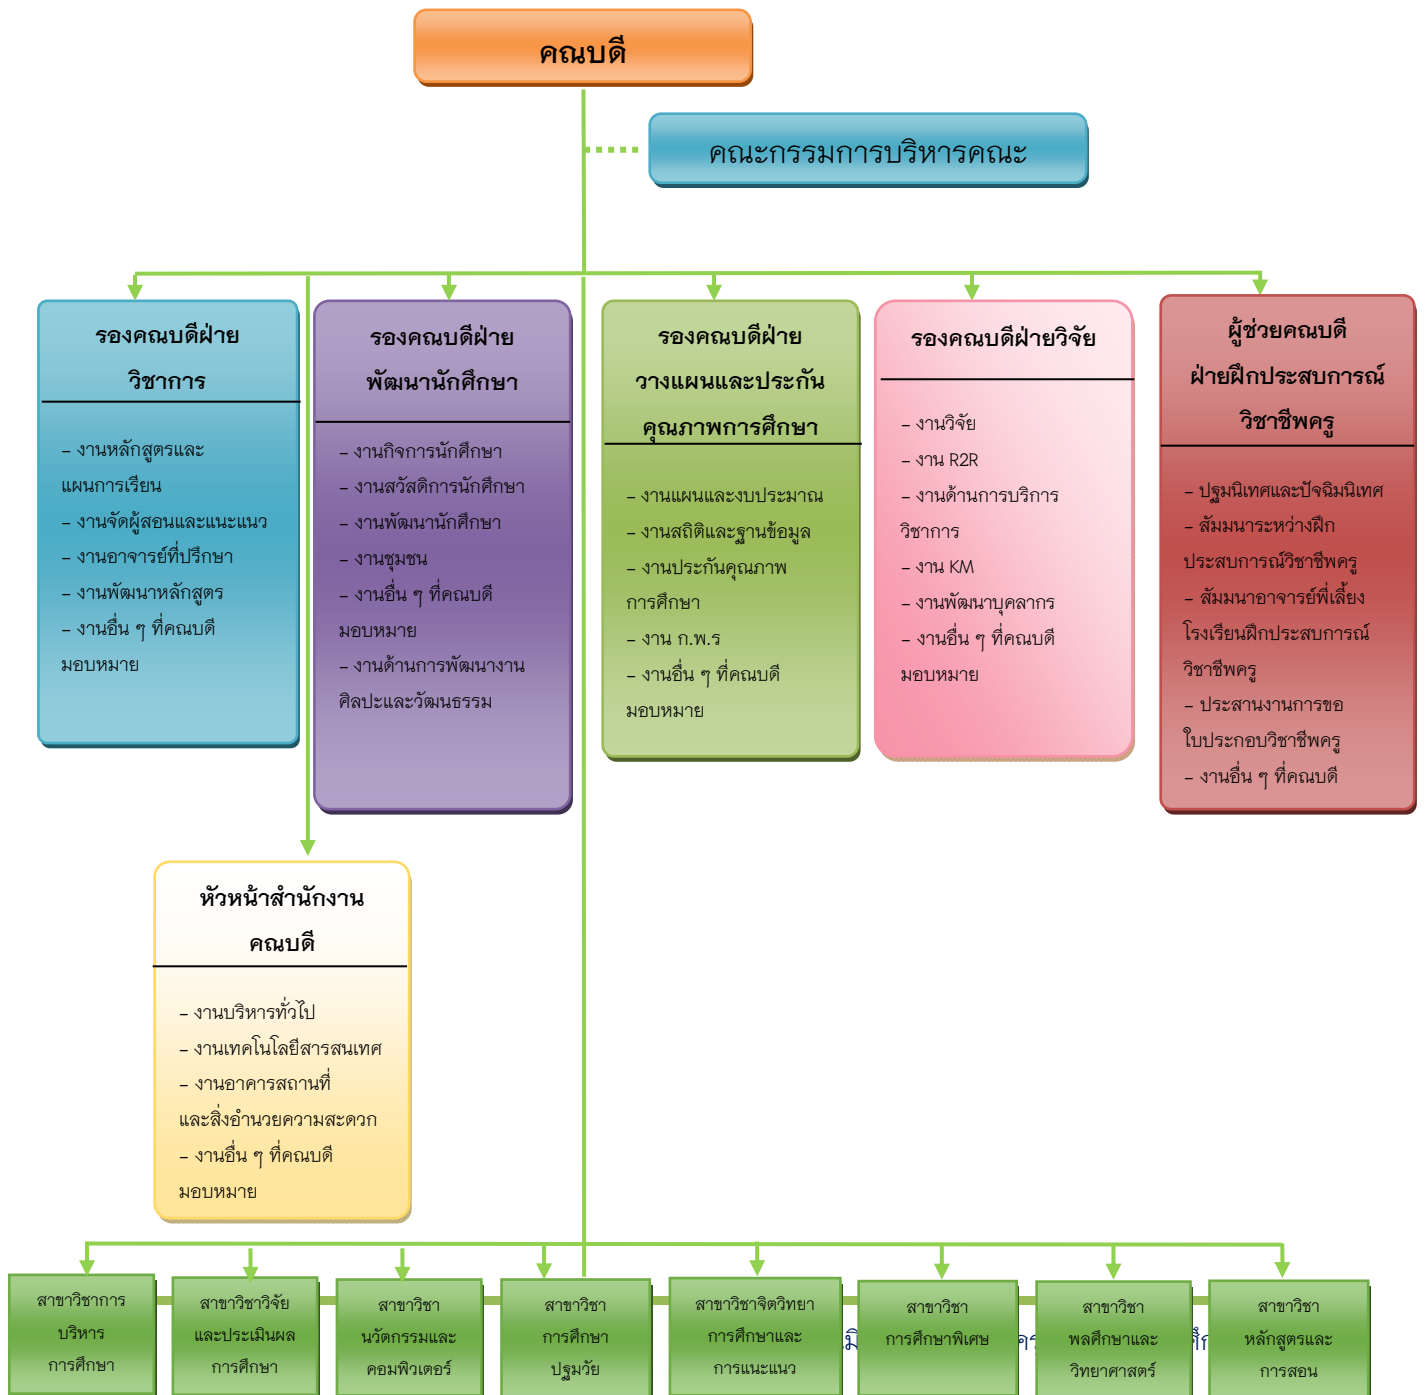 คณบดี
คณะกรรมการบริหารคณะ
รองคณบดีฝ่าย
วิชาการ
– งานหลักสูตรและ
แผนการเรียน
– งานจัดผู้สอนและแนะแนว
– งานอาจารย์ที่ปรึกษา
– งานพัฒนาหลักสูตร
– งานอื่น ๆ ที่คณบดี
มอบหมาย
รองคณบดีฝ่าย
พัฒนานักศึกษา
– งานกิจการนักศึกษา
– งานสวัสดิการนักศึกษา
– งานพัฒนานักศึกษา
– งานชุมชน
– งานอื่น ๆ ที่คณบดี
มอบหมาย
– งานด้านการพัฒนางาน
ศิลปะและวัฒนธรรม
รองคณบดีฝ่าย
วางแผนและประกัน
คุณภาพการศึกษา
– งานแผนและงบประมาณ
– งานสถิติและฐานข้อมูล
– งานประกันคุณภาพ
การศึกษา
– งาน ก.พ.ร
– งานอื่น ๆ ที่คณบดี
มอบหมาย
รองคณบดีฝ่ายวิจัย
– งานวิจัย
– งาน R2R
– งานด้านการบริการ
วิชาการ
– งาน KM
– งานพัฒนาบุคลากร
– งานอื่น ๆ ที่คณบดี
มอบหมาย
ผู้ช่วยคณบดี
ฝ่ายฝึกประสบการณ์
วิชาชีพครู
– ปฐมนิเทศและปัจฉิมนิเทศ
– สัมมนาระหว่างฝึก
ประสบการณ์วิชาชีพครู
– สัมมนาอาจารย์พี่เลี้ยง
โรงเรียนฝึกประสบการณ์
วิชาชีพครู
– ประสานงานการขอ
ใบประกอบวิชาชีพครู
– งานอื่น ๆ ที่คณบดี
หัวหน้าสำนักงาน
คณบดี
– งานบริหารทั่วไป
– งานเทคโนโลยีสารสนเทศ
– งานอาคารสถานที่
และสิ่งอำนวยความสะดวก
– งานอื่น ๆ ที่คณบดี
มอบหมาย
สาขาวิชาการ
บริหาร
การศึกษา
สาขาวิชาวิจัย
และประเมินผล
การศึกษา
สาขาวิชา
นวัตกรรมและ
คอมพิวเตอร์
สาขาวิชา
การศึกษา
ปฐมวัย
สาขาวิชาจิตวิทยา
การศึกษาและ
การแนะแนว
สาขาวิชา
การศึกษาพิเศษ
สาขาวิชา
พลศึกษาและ
วิทยาศาสตร์
สาขาวิชา
หลักสูตรและ
การสอน